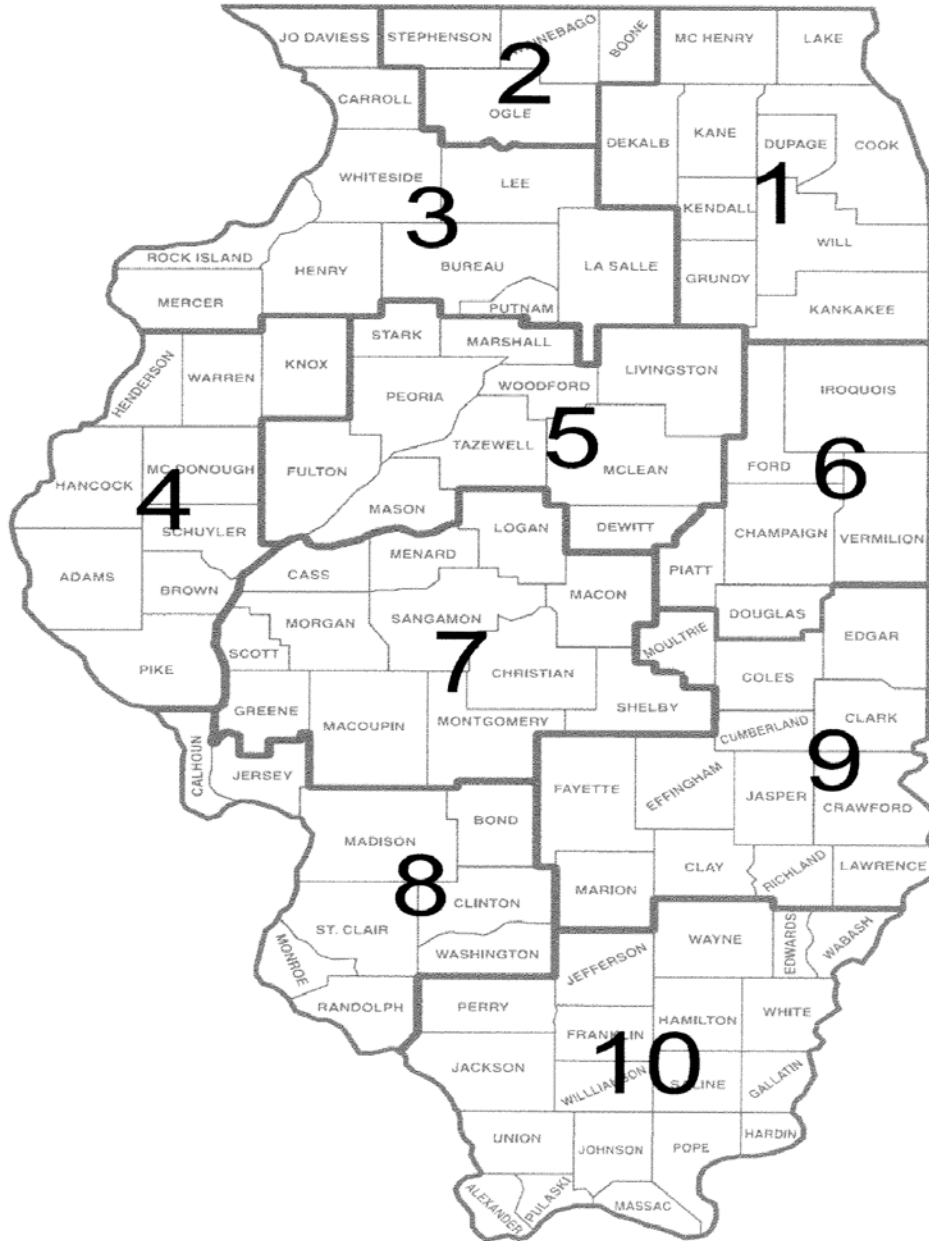 JO DAVIESS
STEPHENSON
WINNEBAGO
BOONE
MC HENRY
LAKE
2
CARROLL
OGLE
DEKALB
KANE
DUPAGE
COOK
WHITESIDE
LEE
1
3
KENDALL
WILL
ROCK ISLAND
HENRY
BUREAU
LA SALLE
GRUNDY
MERCER
PUTNAM
KANKAKEE
STARK
MARSHALL
HENDERSON
WARREN
KNOX
LIVINGSTON
IROQUOIS
PEORIA
WOODFORD
5
TAZEWELL
MCLEAN
FORD
6
HANCOCK
MC DONOUGH
FULTON
4
MASON
SCHUYLER
LOGAN
DEWITT
CHAMPAIGN
VERMILION
MENARD
ADAMS
BROWN
CASS
PIATT
MACON
SANGAMON
DOUGLAS
MORGAN
MOULTRIE
EDGAR
SCOTT
7
PIKE
CHRISTIAN
COLES
GREENE
MACOUPIN
MONTGOMERY
SHELBY
CUMBERLAND
CLARK
9
CALHOUN
JERSEY
FAYETTE
EFFINGHAM
JASPER
CRAWFORD
BOND
MADISON
CLAY
RICHLAND
LAWRENCE
8
MARION
CLINTON
ST. CLAIR
WAYNE
EDWARDS
WABASH
WASHINGTON
JEFFERSON
MONROE
RANDOLPH
PERRY
HAMILTON
WHITE
FRANKLIN
10
JACKSON
WILLLIAMSON
SALINE
GALLATIN
UNION
JOHNSON
POPE
HARDIN
ALEXANDER
PULASKI
MASSAC